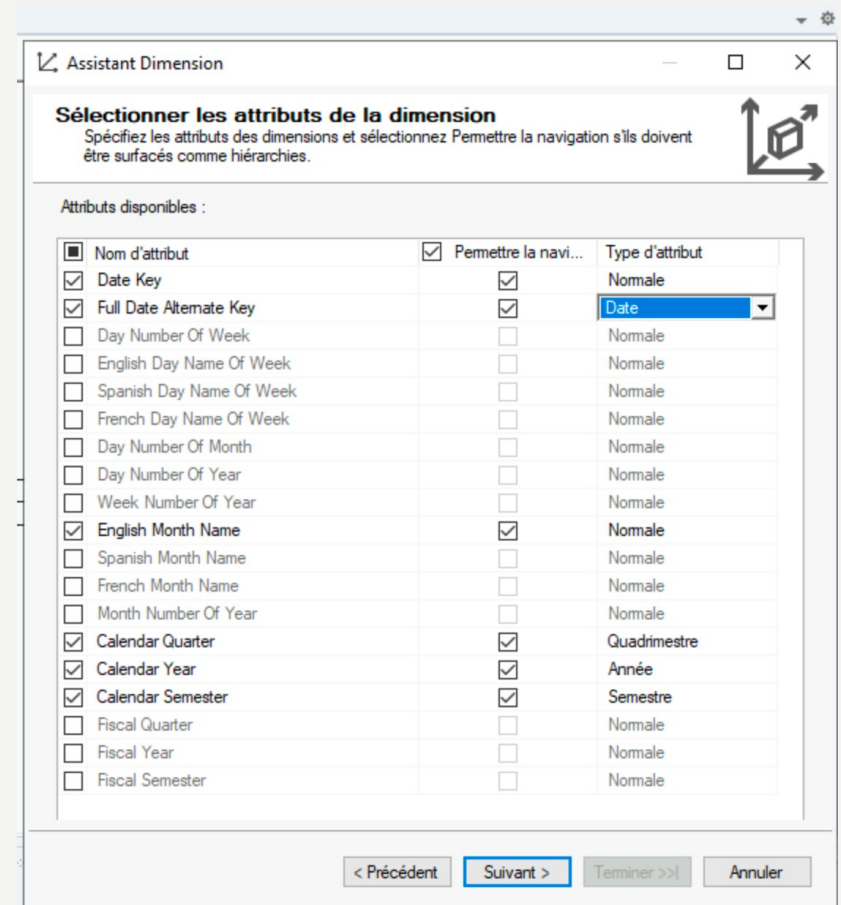 Assistant Dimension
Sélectionner les attributs de la dimension
Spécifiez les attributs des dimensions et sélectionnez Permettre la navigation s'ils doivent
être surfacés comme hiérarchies.
Attributs disponibles :
Nom d'attribut Permettre la navi... Type d'attribut
Date Key Normale
Full Date Alternate Key Date
Day Number Of Week Normale
English Day Name Of Week Normale
Spanish Day Name Of Week Normale
French Day Name Of Week Normale
Day Number Of Month Normale
Day Number Of Year Normale
Week Number Of Year Normale
English Month Name Normale
Spanish Month Name Normale
French Month Name Normale
Month Number Of Year Normale
Calendar Quarter Quadrimestre
Calendar Year Année
Calendar Semester Semestre
Fiscal Quarter Normale
Fiscal Year Normale
Fiscal Semester Normale
< Précédent Suivant > Terminer >>| Annuler